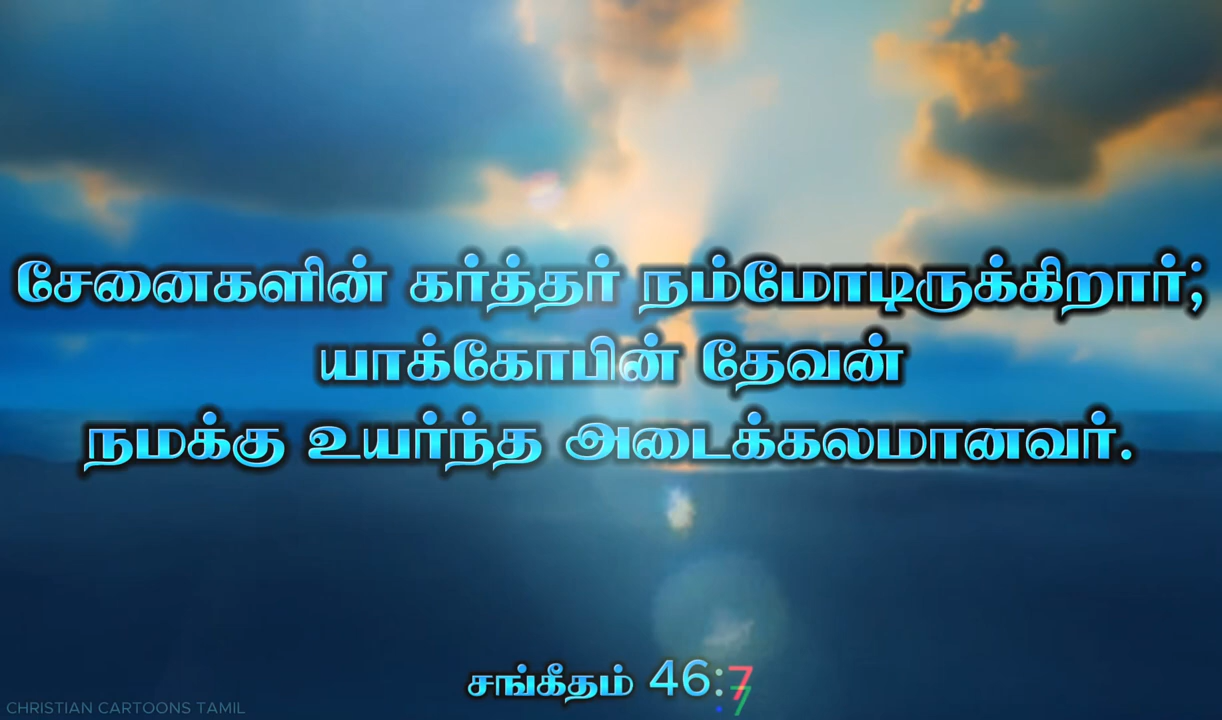 சேனைகளின் கர்த்தர் நம்மோடிருக்கிறார்;
யாக்கோபின் தேவன்
நமக்கு உயர்ந்த அடைக்கலமானவர்.
சங்கீதம் 46:7
CHRISTIAN CARTOONS TAMIL